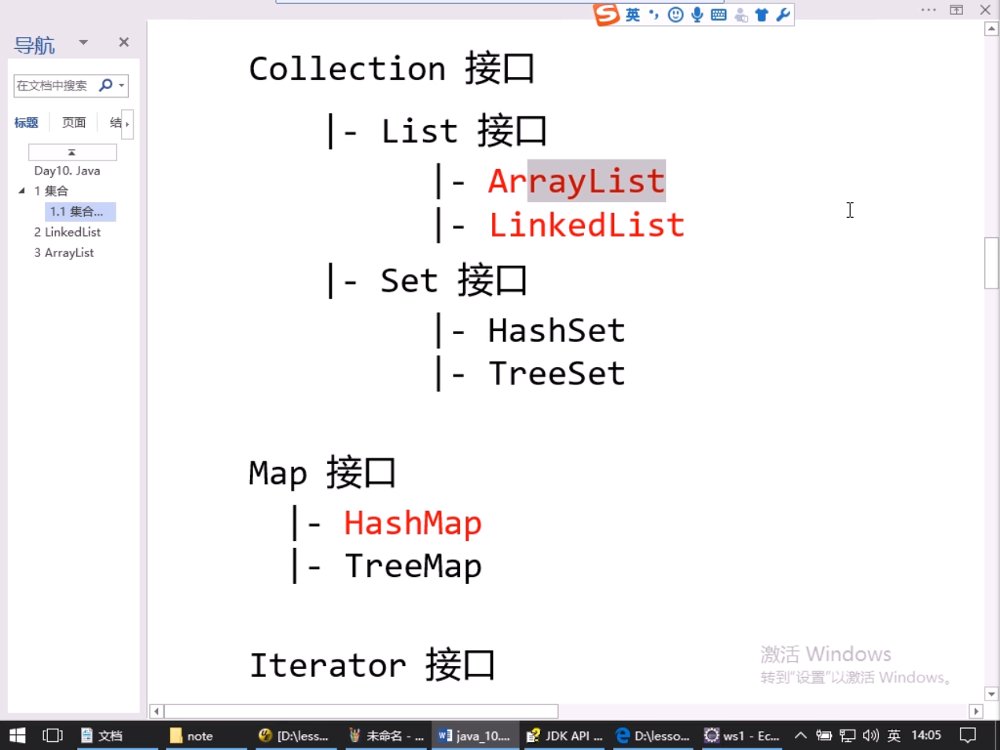 英
导航
在文档中搜索
标题 页面 结
Day10. Java
1 集合
1.1 集合...
2 LinkedList
3 ArrayList
Collection 接口
|- List 接口
|- ArrayList
|- LinkedList
|- Set 接口
|- HashSet
|- TreeSet
Map 接口
|- HashMap
|- TreeMap
Iterator 接口
激活 Windows
转到“设置”以激活 Windows。
文档 note [D:\less... 未命名 - ... java_10.... JDK API ... D:\lesso... ws1 - Ec... 英 14:05